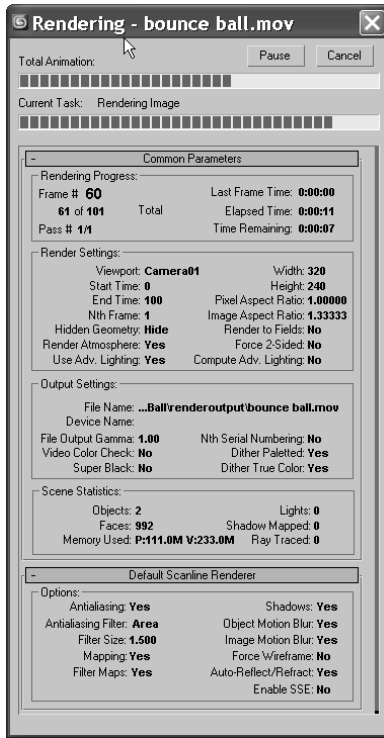 Rendering - bounce ball.mov
Total Animation: Pause Cancel
Current Task: Rendering Image
- Common Parameters
Rendering Progress:
Frame # 60 Last Frame Time: 0:00:00
61 of 101 Total Elapsed Time: 0:00:11
Pass # 1/1 Time Remaining: 0:00:07
Render Settings:
Viewport: Camera01 Width: 320
Start Time: 0 Height: 240
End Time: 100 Pixel Aspect Ratio: 1.00000
Nth Frame: 1 Image Aspect Ratio: 1.33333
Hidden Geometry: Hide Render to Fields: No
Render Atmosphere: Yes Force 2-Sided: No
Use Adv. Lighting: Yes Compute Adv. Lighting: No
Output Settings:
File Name: ...Ball\renderoutput\bounce ball.mov
Device Name:
File Output Gamma: 1.00 Nth Serial Numbering: No
Video Color Check: No Dither Paletted: Yes
Super Black: No Dither True Color: Yes
Scene Statistics:
Objects: 2 Lights: 0
Faces: 992 Shadow Mapped: 0
Memory Used: P:111.0M V:233.0M Ray Traced: 0
- Default Scanline Renderer
Options:
Antialiasing: Yes Shadows: Yes
Antialiasing Filter: Area Object Motion Blur: Yes
Filter Size: 1.500 Image Motion Blur: Yes
Mapping: Yes Force Wireframe: No
Filter Maps: Yes Auto-Reflect/Refract: Yes
Enable SSE: No